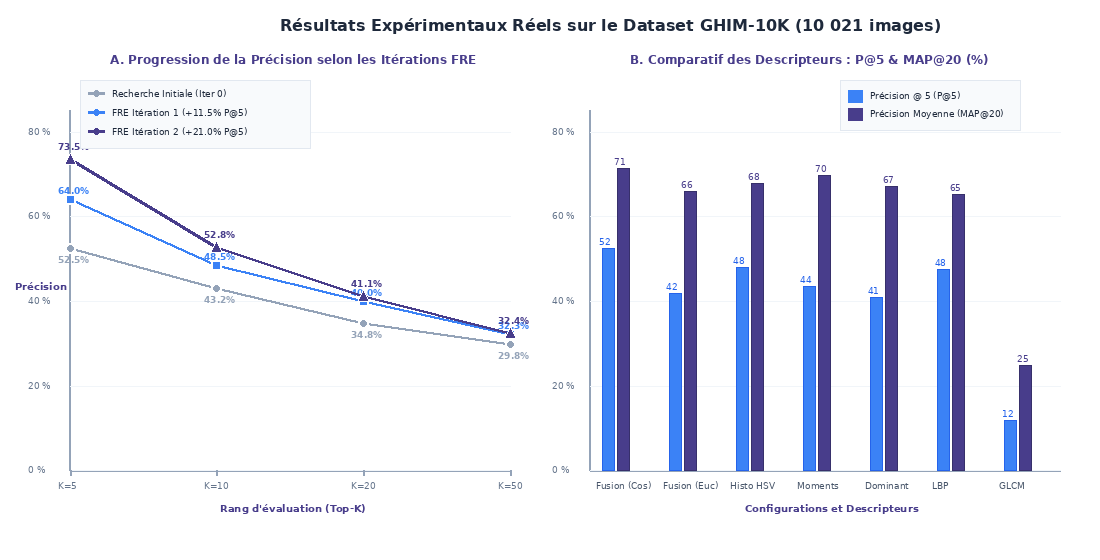 Résultats Expérimentaux Réels sur le Dataset GHIM-10K (10 021 images)
A. Progression de la Précision selon les Itérations FRE
Recherche Initiale (Iter 0)
FRE Itération 1 (+11.5% P@5)
FRE Itération 2 (+21.0% P@5)
80 %
60 %
Précision
40 %
20 %
0 %
73.5%
64.0%
52.5%
52.8%
48.5%
43.2%
41.1%
40.0%
34.8%
32.4%
32.3%
29.8%
K=5
K=10
K=20
K=50
Rang d'évaluation (Top-K)
B. Comparatif des Descripteurs : P@5 & MAP@20 (%)
Précision @ 5 (P@5)
Précision Moyenne (MAP@20)
80 %
60 %
40 %
20 %
0 %
52
71
42
66
48
68
44
70
41
67
48
65
12
25
Fusion (Cos)
Fusion (Euc)
Histo HSV
Moments
Dominant
LBP
GLCM
Configurations et Descripteurs